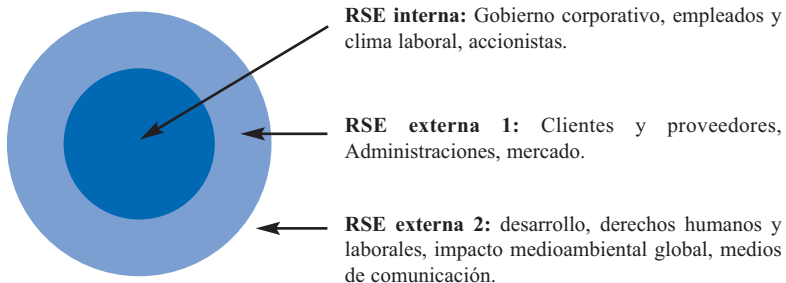 RSE interna: Gobierno corporativo, empleados y
clima laboral, accionistas.
RSE externa 1: Clientes y proveedores,
Administraciones, mercado.
RSE externa 2: desarrollo, derechos humanos y
laborales, impacto medioambiental global, medios
de comunicación.